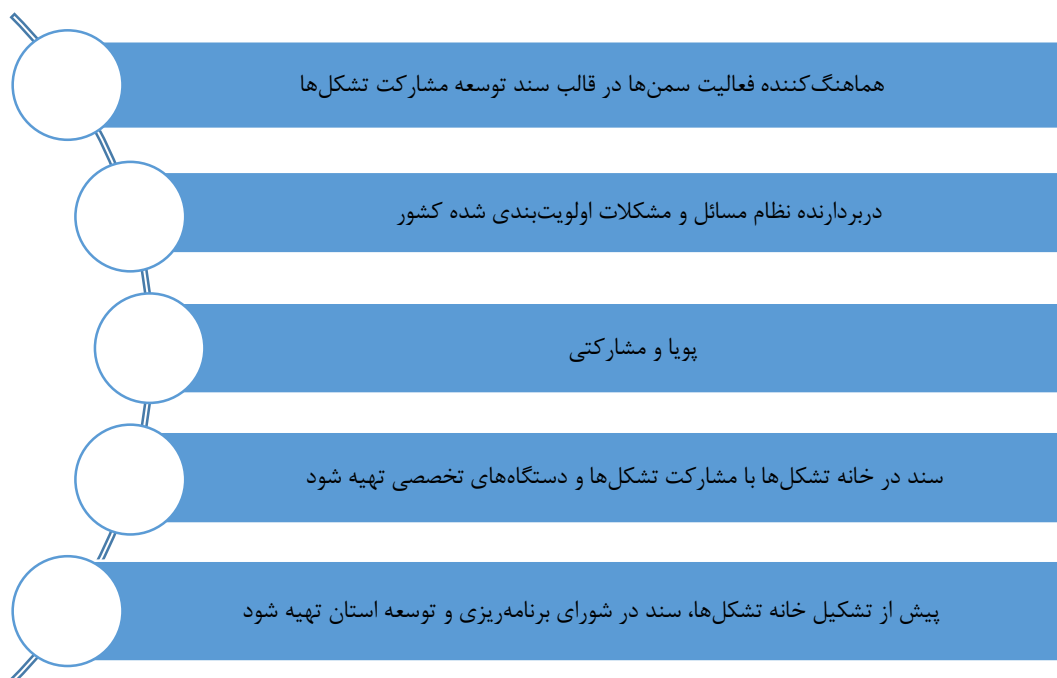 هماهنگ‌کننده فعالیت سمن‌ها در قالب سند توسعه مشارکت تشکل‌ها
دربردارنده نظام مسائل و مشکلات اولویت‌بندی شده کشور
پویا و مشارکتی
سند در خانه تشکل‌ها با مشارکت تشکل‌ها و دستگاه‌های تخصصی تهیه شود
پیش از تشکیل خانه تشکل‌ها، سند در شورای برنامه‌ریزی و توسعه استان تهیه شود